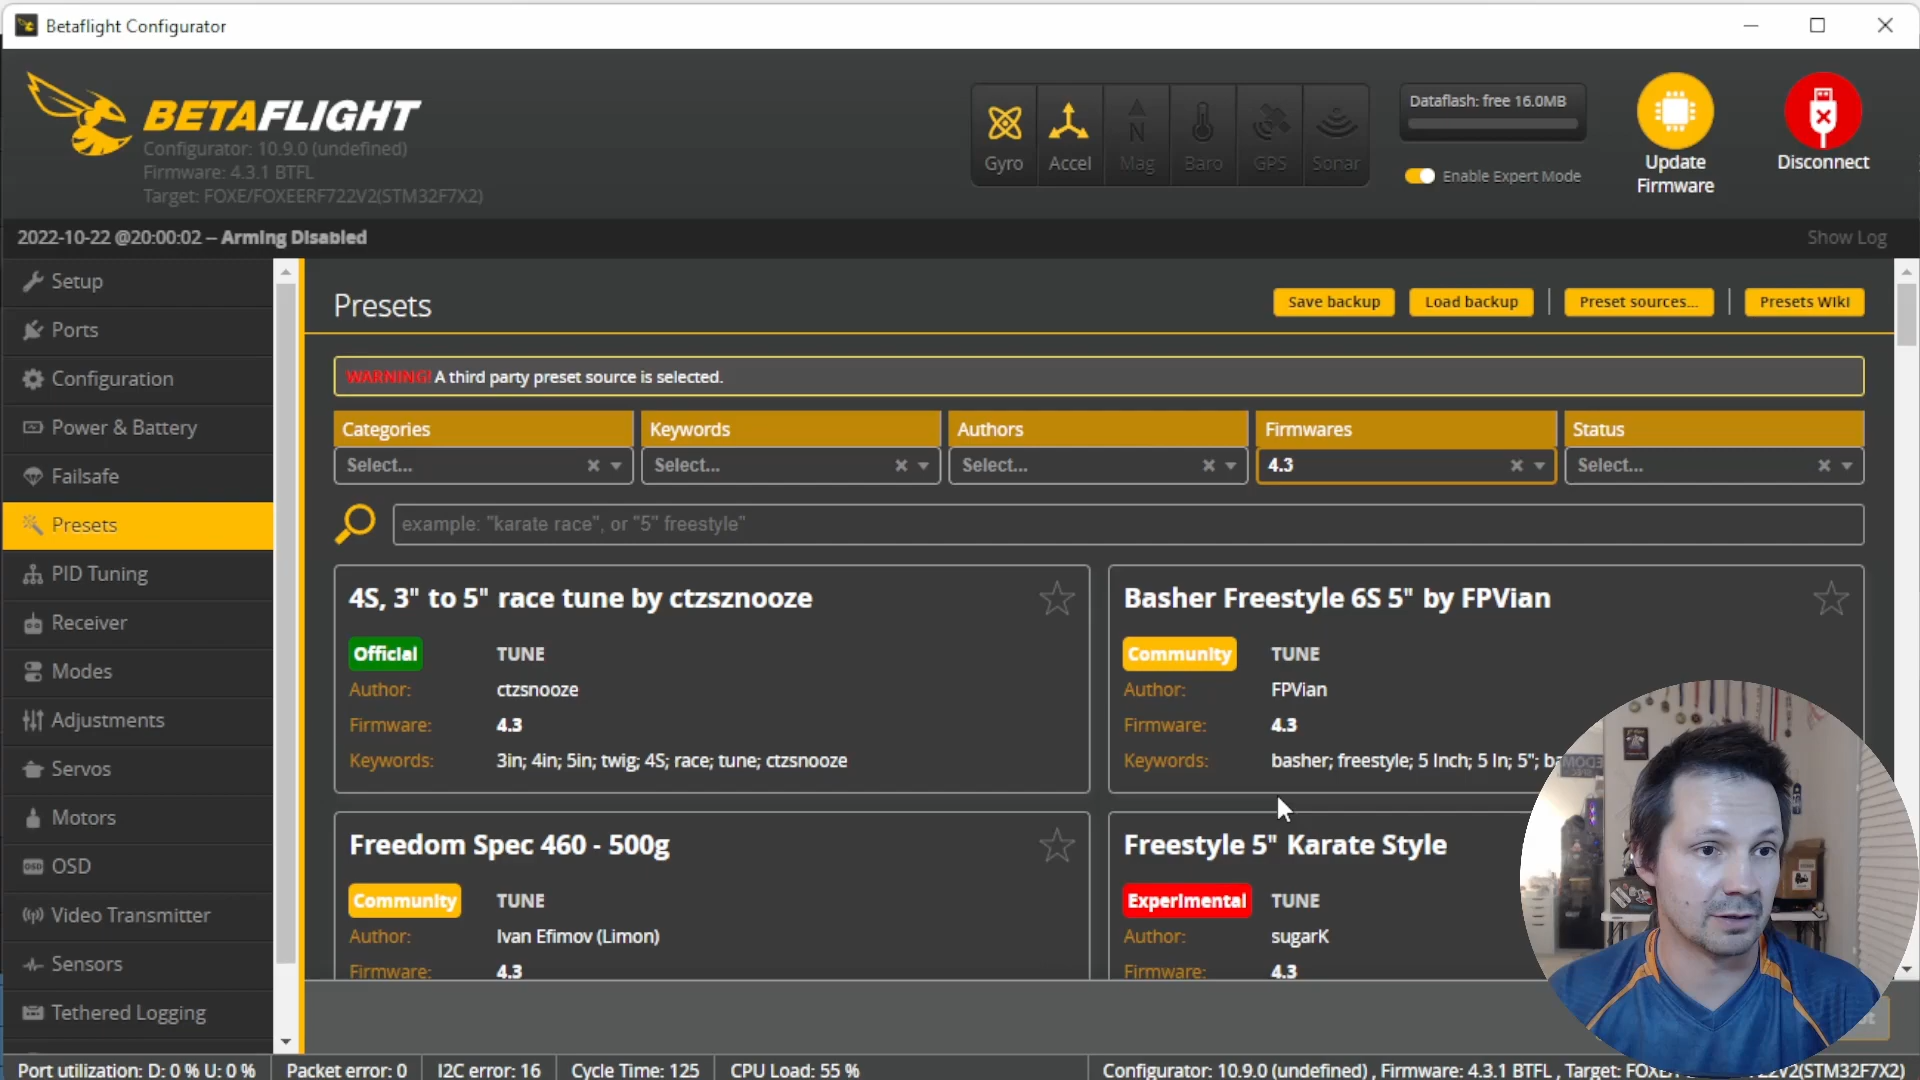 Betaflight Configurator
BETAFLIGHT
Configurator: 10.9.0 (undefined)
Firmware: 4.3.1 BTFL
Target: FOXE/FOXEERF722V2(STM32F7X2)
Gyro
Accel
Mag
Baro
GPS
Sonar
Dataflash: free 16.0MB
Enable Expert Mode
Update
Firmware
Disconnect
2022-10-22 @20:00:02 -- Arming Disabled
Show Log
Setup
Ports
Configuration
Power & Battery
Failsafe
Presets
PID Tuning
Receiver
Modes
Adjustments
Servos
Motors
OSD
Video Transmitter
Sensors
Tethered Logging
Presets
Save backup
Load backup
Preset sources...
Presets Wiki
WARNING! A third party preset source is selected.
Categories
Keywords
Authors
Firmwares
Status
Select...
Select...
Select...
4.3
Select...
example: "karate race", or "5" freestyle"
4S, 3" to 5" race tune by ctzsznooze
Official
TUNE
Author: ctzsnooze
Firmware: 4.3
Keywords: 3in; 4in; 5in; twig; 4S; race; tune; ctzsnooze
Basher Freestyle 6S 5" by FPVian
Community
TUNE
Author: FPVian
Firmware: 4.3
Keywords: basher; freestyle; 5 Inch; 5 In; 5";
Freedom Spec 460 - 500g
Community
TUNE
Author: Ivan Efimov (Limon)
Firmware: 4.3
Freestyle 5" Karate Style
Experimental
TUNE
Author: sugarK
Firmware: 4.3
Port utilization: D: 0 % U: 0 %
Packet error: 0
I2C error: 16
Cycle Time: 125
CPU Load: 55 %
Configurator: 10.9.0 (undefined) , Firmware: 4.3.1 BTFL , Target: